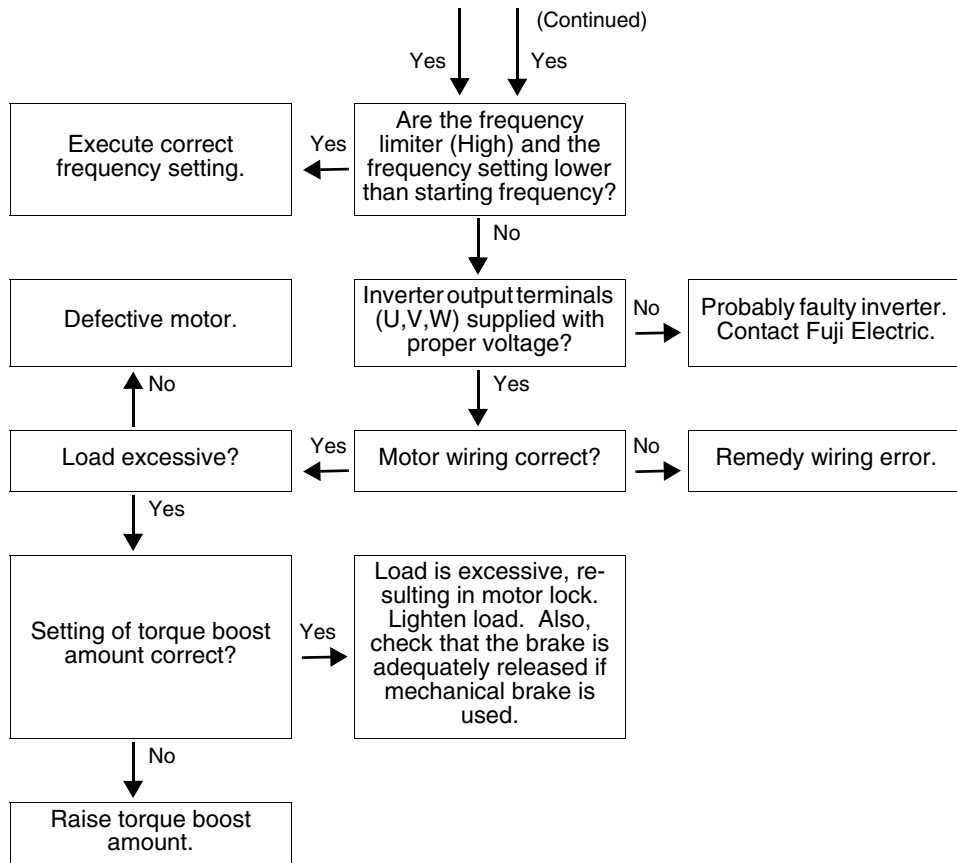 (Continued)
Yes
Yes
Execute correct
frequency setting.
Yes
Are the frequency
limiter (High) and the
frequency setting lower
than starting frequency?
No
Defective motor.
Inverter output terminals
(U,V,W) supplied with
proper voltage?
No
Probably faulty inverter.
Contact Fuji Electric.
No
Yes
Load excessive?
Yes
Motor wiring correct?
No
Remedy wiring error.
Yes
Setting of torque boost
amount correct?
Yes
Load is excessive, re-
sulting in motor lock.
Lighten load. Also,
check that the brake is
adequately released if
mechanical brake is
used.
No
Raise torque boost
amount.